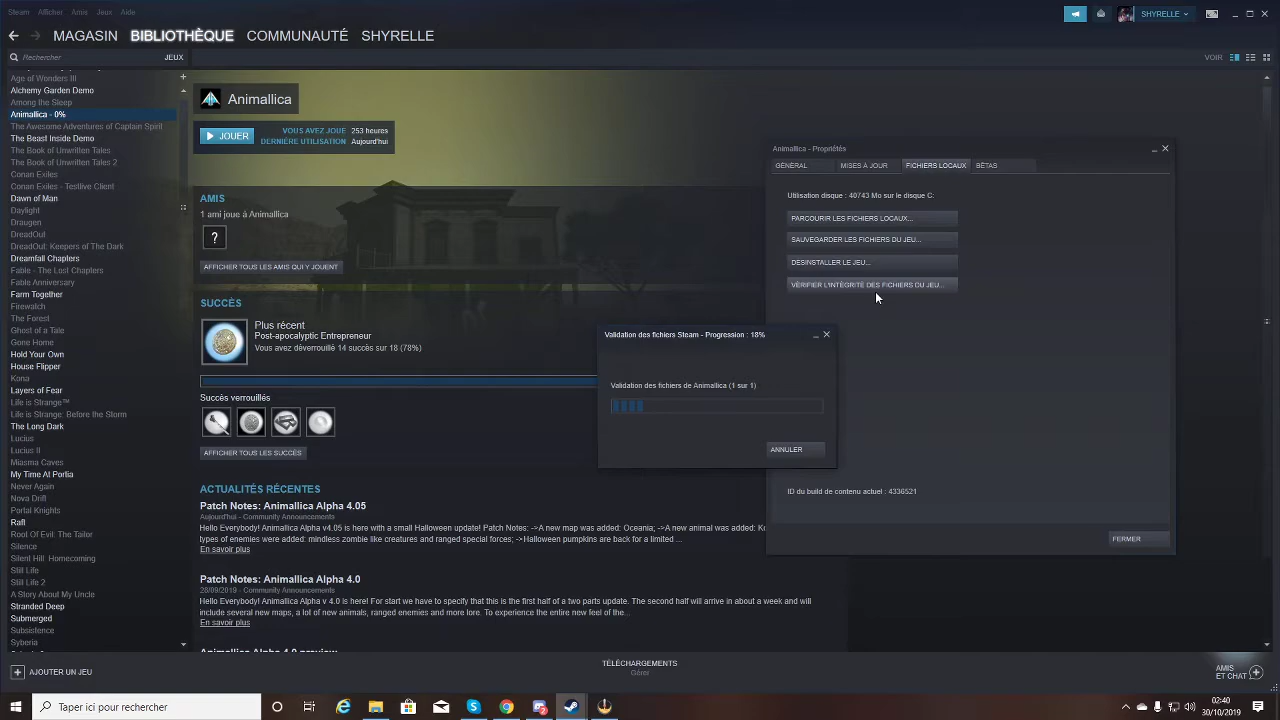 Steam Afficher Amis Jeux Aide
SHYRELLE
MAGASIN BIBLIOTHÈQUE COMMUNAUTÉ SHYRELLE
Rechercher JEUX
VOIR
Age of Wonders III
Alchemy Garden Demo
Among the Sleep
Animallica - 0%
The Awesome Adventures of Captain Spirit
The Beast Inside Demo
The Book of Unwritten Tales
The Book of Unwritten Tales 2
Conan Exiles
Conan Exiles - Testlive Client
Dawn of Man
Daylight
Draugen
DreadOut
DreadOut: Keepers of The Dark
Dreamfall Chapters
Fable - The Lost Chapters
Fable Anniversary
Farm Together
Firewatch
The Forest
Ghost of a Tale
Gone Home
Hold Your Own
House Flipper
Kona
Layers of Fear
Life is Strange™
Life is Strange: Before the Storm
The Long Dark
Lucius
Lucius II
Miasma Caves
My Time At Portia
Never Again
Nova Drift
Portal Knights
Raft
Root Of Evil: The Tailor
Silence
Silent Hill: Homecoming
Still Life
Still Life 2
A Story About My Uncle
Stranded Deep
Submerged
Subsistence
Syberia
AJOUTER UN JEU
Animallica
JOUER
VOUS AVEZ JOUÉ 253 heures
DERNIÈRE UTILISATION Aujourd'hui
AMIS
1 ami joue à Animallica
?
AFFICHER TOUS LES AMIS QUI Y JOUENT
SUCCÈS
Plus récent
Post-apocalyptic Entrepreneur
Vous avez déverrouillé 14 succès sur 18 (78%)
Succès verrouillés
AFFICHER TOUS LES SUCCÈS
ACTUALITÉS RÉCENTES
Patch Notes: Animallica Alpha 4.05
Aujourd'hui - Community Announcements
Hello Everybody! Animallica Alpha v4.05 is here with a small Halloween update! Patch Notes: ->A new map was added: Oceania; ->A new animal was added:
types of enemies were added: mindless zombie like creatures and ranged special forces; ->Halloween pumpkins are back for a limited ...
En savoir plus
Patch Notes: Animallica Alpha 4.0
28/09/2019 - Community Announcements
Hello Everybody! Animallica Alpha v 4.0 is here! For start we have to specify that this is the first half of a two parts update. The second half will arrive in about a week and will
include several new maps, a lot of new animals, ranged enemies and more lore. To experience the entire new feel of the...
En savoir plus
Animallica 4.0 preview
Animallica - Propriétés
GÉNÉRAL MISES À JOUR FICHIERS LOCAUX BÊTAS
Utilisation disque : 40743 Mo sur le disque C:
PARCOURIR LES FICHIERS LOCAUX...
SAUVEGARDER LES FICHIERS DU JEU...
DÉSINSTALLER LE JEU...
VÉRIFIER L'INTÉGRITÉ DES FICHIERS DU JEU...
ID du build de contenu actuel : 4336521
FERMER
Validation des fichiers Steam - Progression : 18%
Validation des fichiers de Animallica (1 sur 1)
ANNULER
TÉLÉCHARGEMENTS
Gérer
AMIS
ET CHAT
Taper ici pour rechercher
02:40
30/10/2019